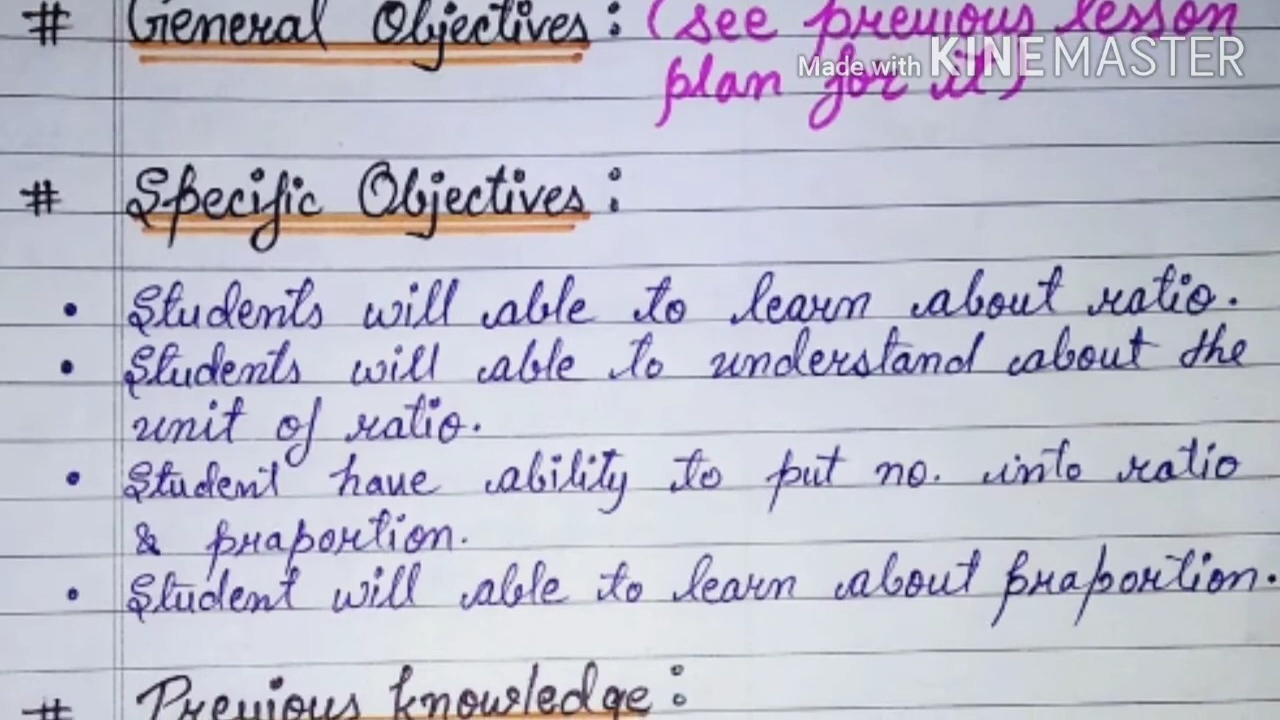 # General Objectives : (see previous lesson
plan for it)
Made with KINEMASTER
# Specific Objectives :
• Students will able to learn about ratio.
• Students will able to understand about the
unit of ratio.
• Student have ability to put no. into ratio
& praportion.
• Student will able to learn about praportion.
# Previous knowledge :